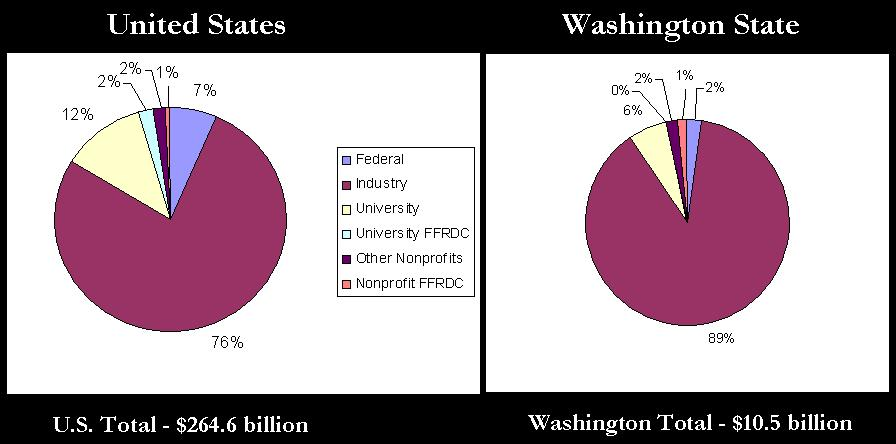 United States
Washington State
2%
2%
1%
7%
12%
76%
Federal
Industry
University
University FFRDC
Other Nonprofits
Nonprofit FFRDC
0%
2%
1%
2%
6%
89%
U.S. Total - $264.6 billion
Washington Total - $10.5 billion